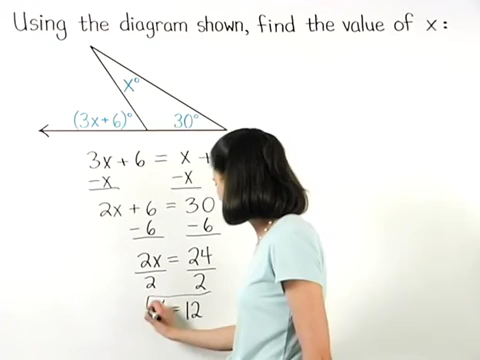 Using the diagram shown, find the value of x:
x°
(3x+6)° 30°
3x+6 = x +
-x -x
2x + 6 = 30
-6 -6
2x = 24
2 2
= 12